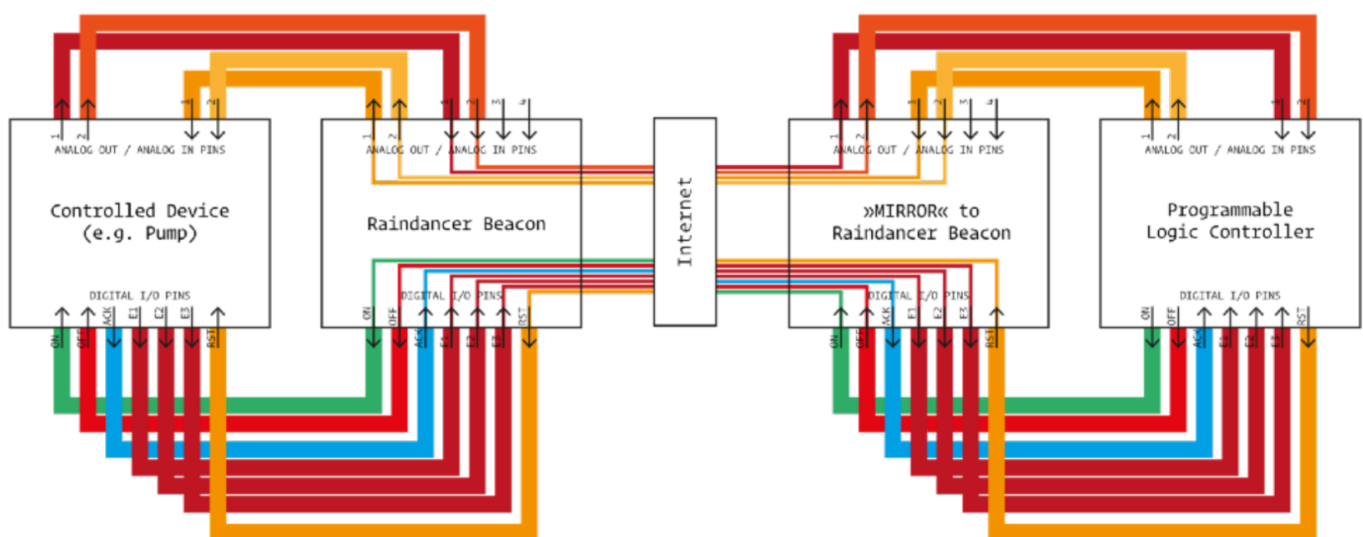 1 2 1 2
ANALOG OUT / ANALOG IN PINS
Controlled Device
(e.g. Pump)
DIGITAL I/O PINS
ON OFF ACK E1 E2 E3 RST
1 2 1 2 3 4
ANALOG OUT / ANALOG IN PINS
Raindancer Beacon
DIGITAL I/O PINS
ON OFF ACK E1 E2 E3 RST
Internet
1 2 1 2 3 4
ANALOG OUT / ANALOG IN PINS
»MIRROR« to
Raindancer Beacon
DIGITAL I/O PINS
ON OFF ACK E1 E2 E3 RST
1 2 1 2
ANALOG OUT / ANALOG IN PINS
Programmable
Logic Controller
DIGITAL I/O PINS
ON OFF ACK E1 E2 E3 RST